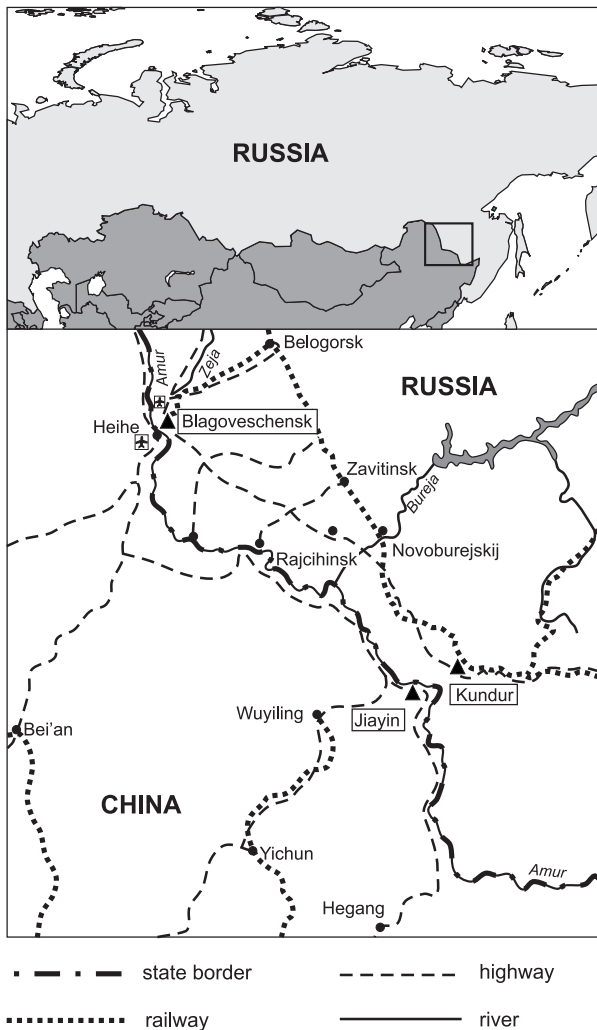 RUSSIA
Belogorsk
Amur
Zeja
RUSSIA
Blagoveschensk
Heihe
Zavitinsk
Bureja
Novoburejskij
Rajcihinsk
Kundur
Jiayin
Wuyiling
Bei'an
CHINA
Yichun
Amur
Hegang
state border
highway
railway
river